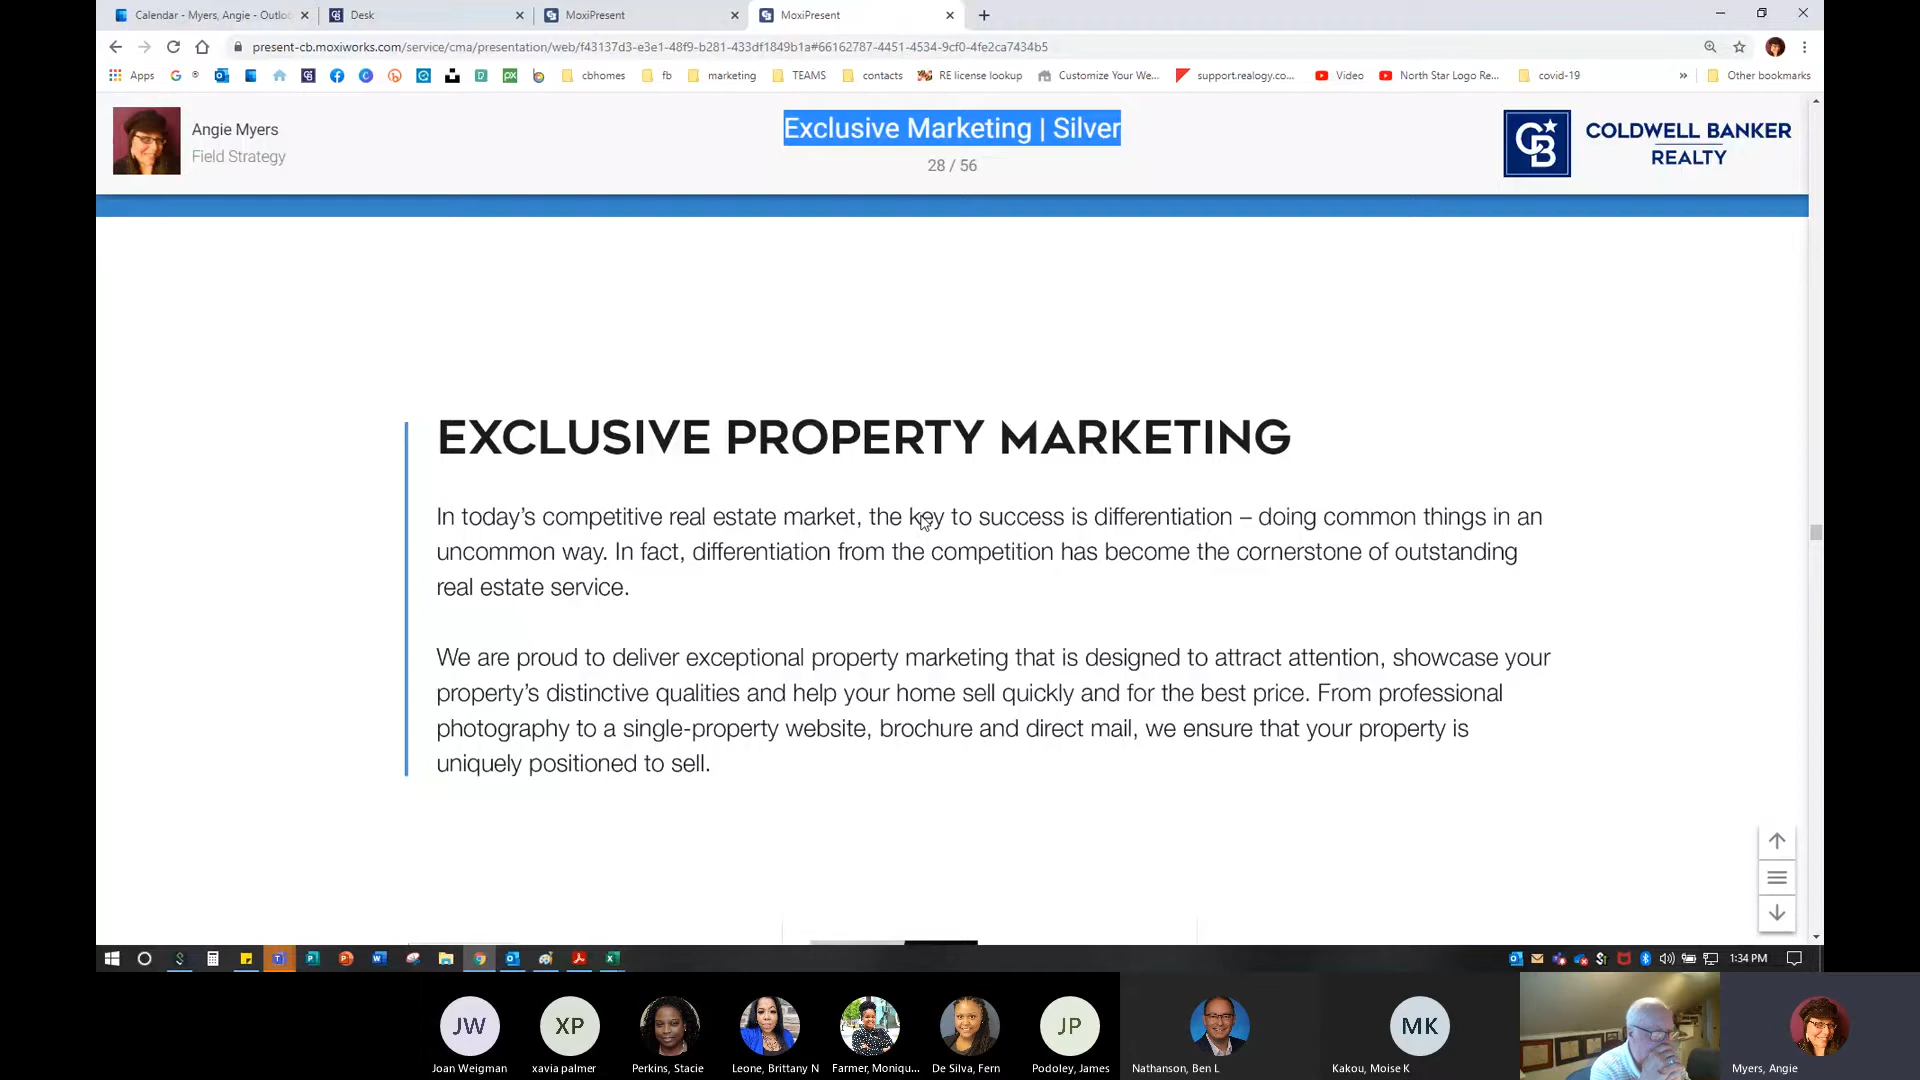 Calendar - Myers, Angie - Outlo
Desk
MoxiPresent
MoxiPresent
present-cb.moxiworks.com/service/cma/presentation/web/f43137d3-e3e1-48f9-b281-433df1849b1a#66162787-4451-4534-9cf0-4fe2ca7434b5
Apps
cbhomes
fb
marketing
TEAMS
contacts
RE license lookup
Customize Your We...
support.realogy.co...
Video
North Star Logo Re...
covid-19
Other bookmarks
Angie Myers
Field Strategy
Exclusive Marketing | Silver
28 / 56
CB
COLDWELL BANKER
REALTY
EXCLUSIVE PROPERTY MARKETING
In today's competitive real estate market, the key to success is differentiation – doing common things in an
uncommon way. In fact, differentiation from the competition has become the cornerstone of outstanding
real estate service.
We are proud to deliver exceptional property marketing that is designed to attract attention, showcase your
property's distinctive qualities and help your home sell quickly and for the best price. From professional
photography to a single-property website, brochure and direct mail, we ensure that your property is
uniquely positioned to sell.
1:34 PM
JW
XP
JP
MK
Joan Weigman
xavia palmer
Perkins, Stacie
Leone, Brittany N
Farmer, Moniqu...
De Silva, Fern
Podoley, James
Nathanson, Ben L
Kakou, Moise K
Myers, Angie